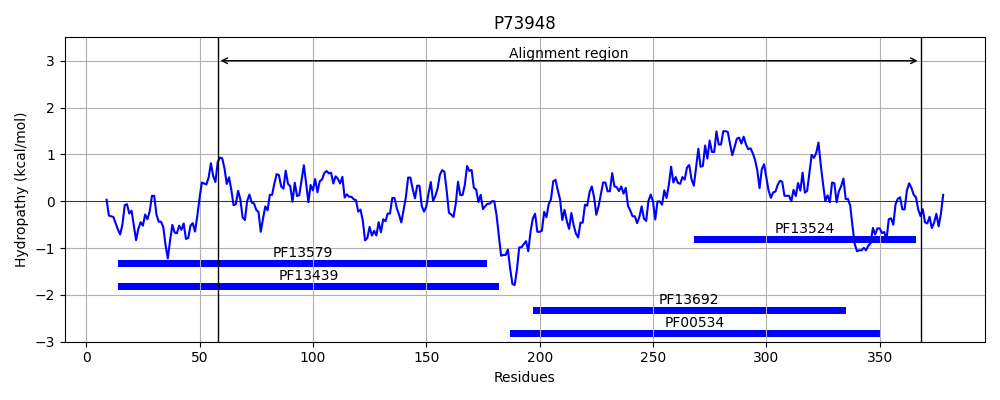 P73948
Hydropathy (kcal/mol)
3
2
1
0
−1
−2
−3
Alignment region
PF13524
PF13579
PF13439
PF13692
PF00534
0 50 100 150 200 250 300 350
Residues